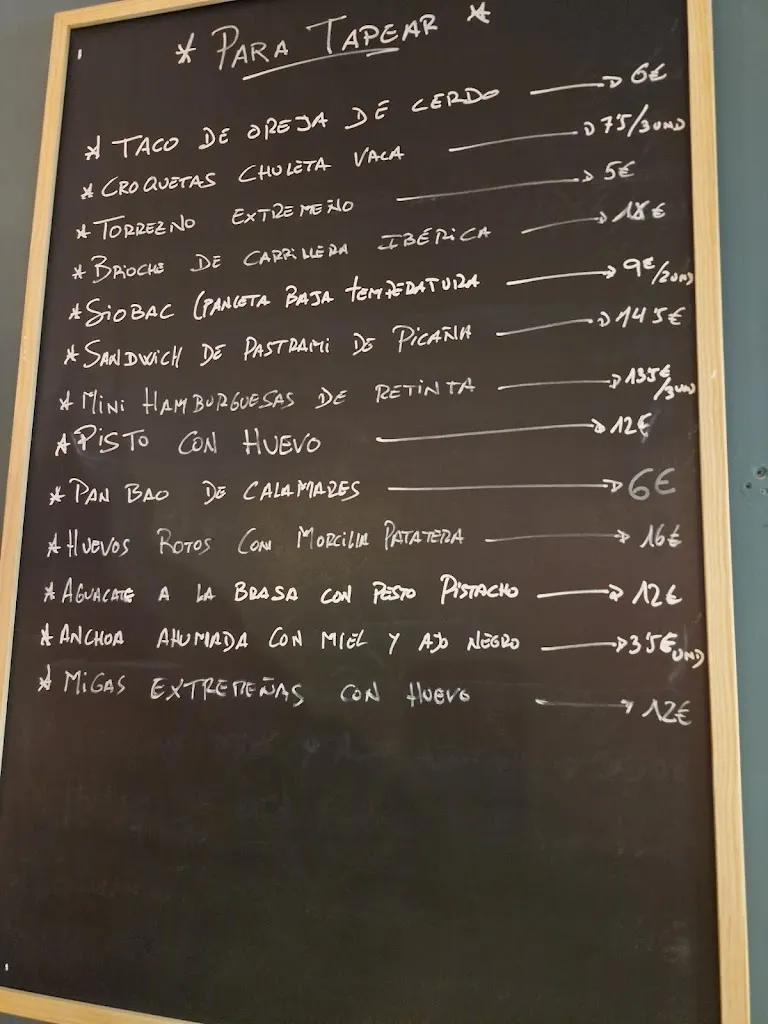 * PARA TAPEAR *
* TACO DE OREJA DE CERDO → 6€
* CROQUETAS CHULETA VACA → 7'5/3UND
* TORREZNO EXTREMEÑO → 5€
* BRIOCHE DE CARRILLERA IBÉRICA → 18€
* SIOBAC (PANCETA BAJA TEMPERATURA → 9€/2UND
* SANDWICH DE PASTRAMI DE PICAÑA → 14'5€
* MINI HAMBURGUESAS DE RETINTA → 13'5€/3UND
* PISTO CON HUEVO → 12€
* PAN BAO DE CALAMARES → 6€
* HUEVOS ROTOS CON MORCILLA PATATERA → 16€
* AGUACATE A LA BRASA CON PESTO PISTACHO → 12€
* ANCHOA AHUMADA CON MIEL Y AJO NEGRO → 3'5€ UND
* MIGAS EXTREMEÑAS CON HUEVO → 12€